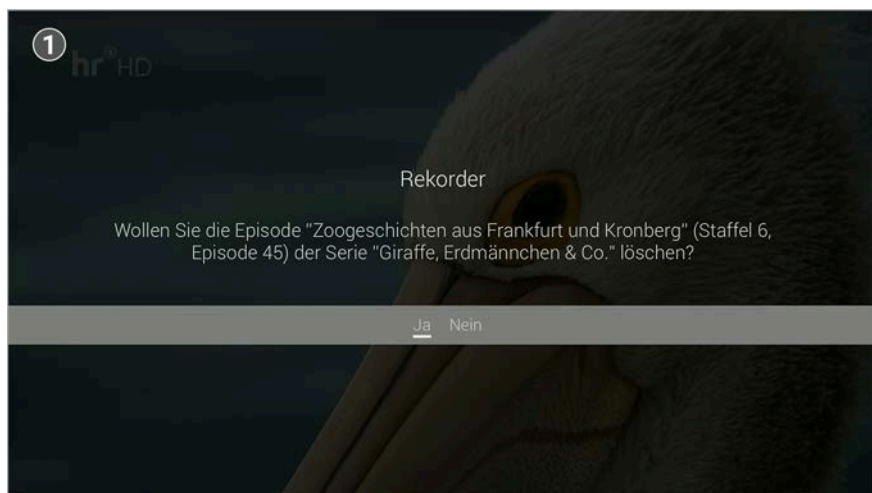 1
hr HD
Rekorder
Wollen Sie die Episode "Zoogeschichten aus Frankfurt und Kronberg" (Staffel 6,
Episode 45) der Serie "Giraffe, Erdmännchen & Co." löschen?
Ja Nein